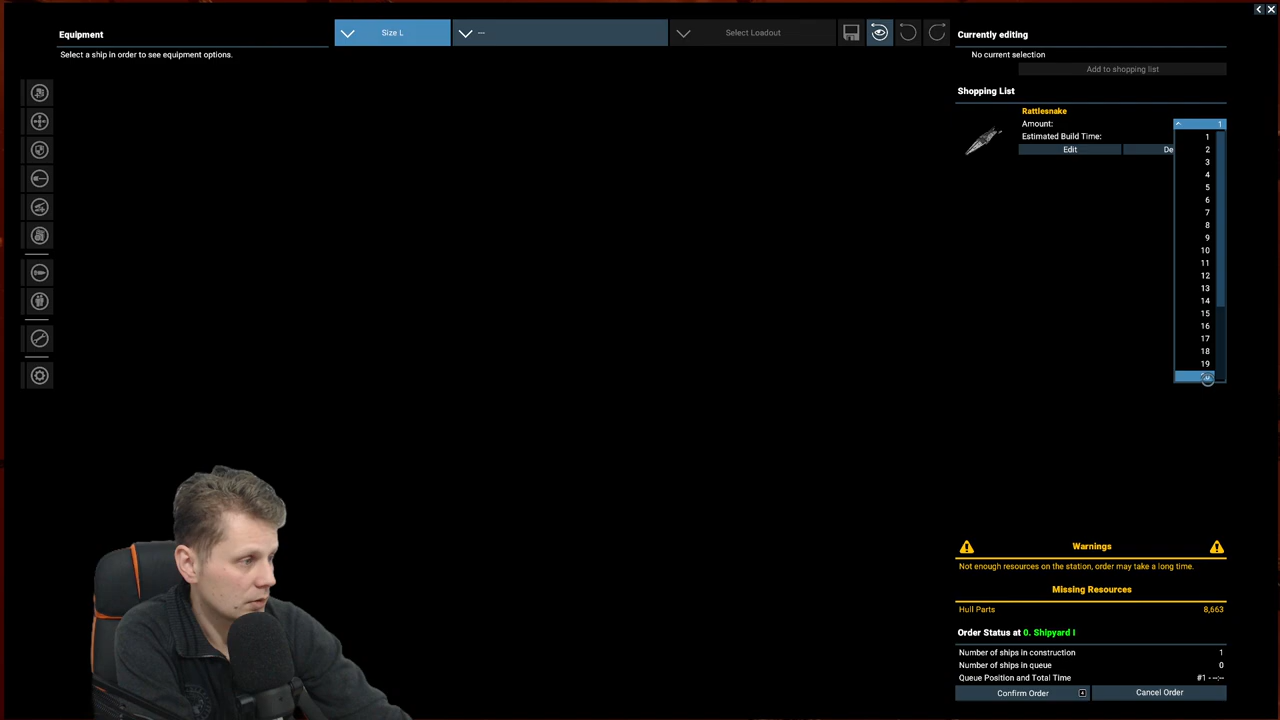 Equipment
Select a ship in order to see equipment options.
Size L
---
Select Loadout
Currently editing
No current selection
Add to shopping list
Shopping List
Rattlesnake
Amount:
1
Estimated Build Time:
Edit
De
1
2
3
4
5
6
7
8
9
10
11
12
13
14
15
16
17
18
19
Warnings
Not enough resources on the station, order may take a long time.
Missing Resources
Hull Parts 8,663
Order Status at 0. Shipyard I
Number of ships in construction 1
Number of ships in queue 0
Queue Position and Total Time #1 - --:--
Confirm Order
Cancel Order